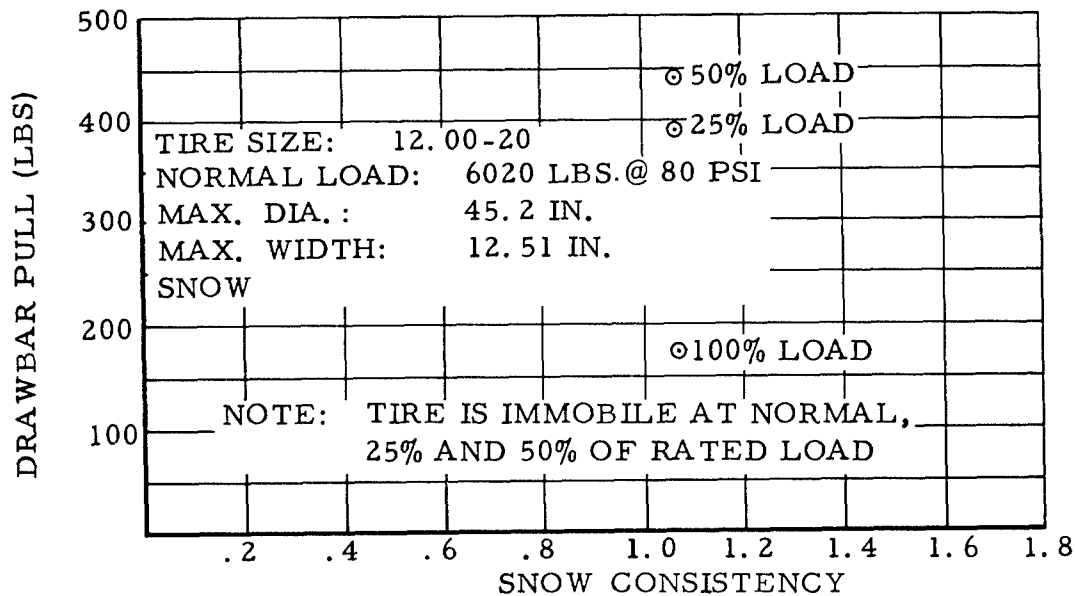 DRAWBAR PULL (LBS)
500
400
300
200
100
⊙50% LOAD
⊙25% LOAD
TIRE SIZE: 12.00-20
NORMAL LOAD: 6020 LBS.@ 80 PSI
MAX. DIA.: 45.2 IN.
MAX. WIDTH: 12.51 IN.
SNOW
⊙100% LOAD
NOTE: TIRE IS IMMOBILE AT NORMAL,
25% AND 50% OF RATED LOAD
.2 .4 .6 .8 1.0 1.2 1.4 1.6 1.8
SNOW CONSISTENCY